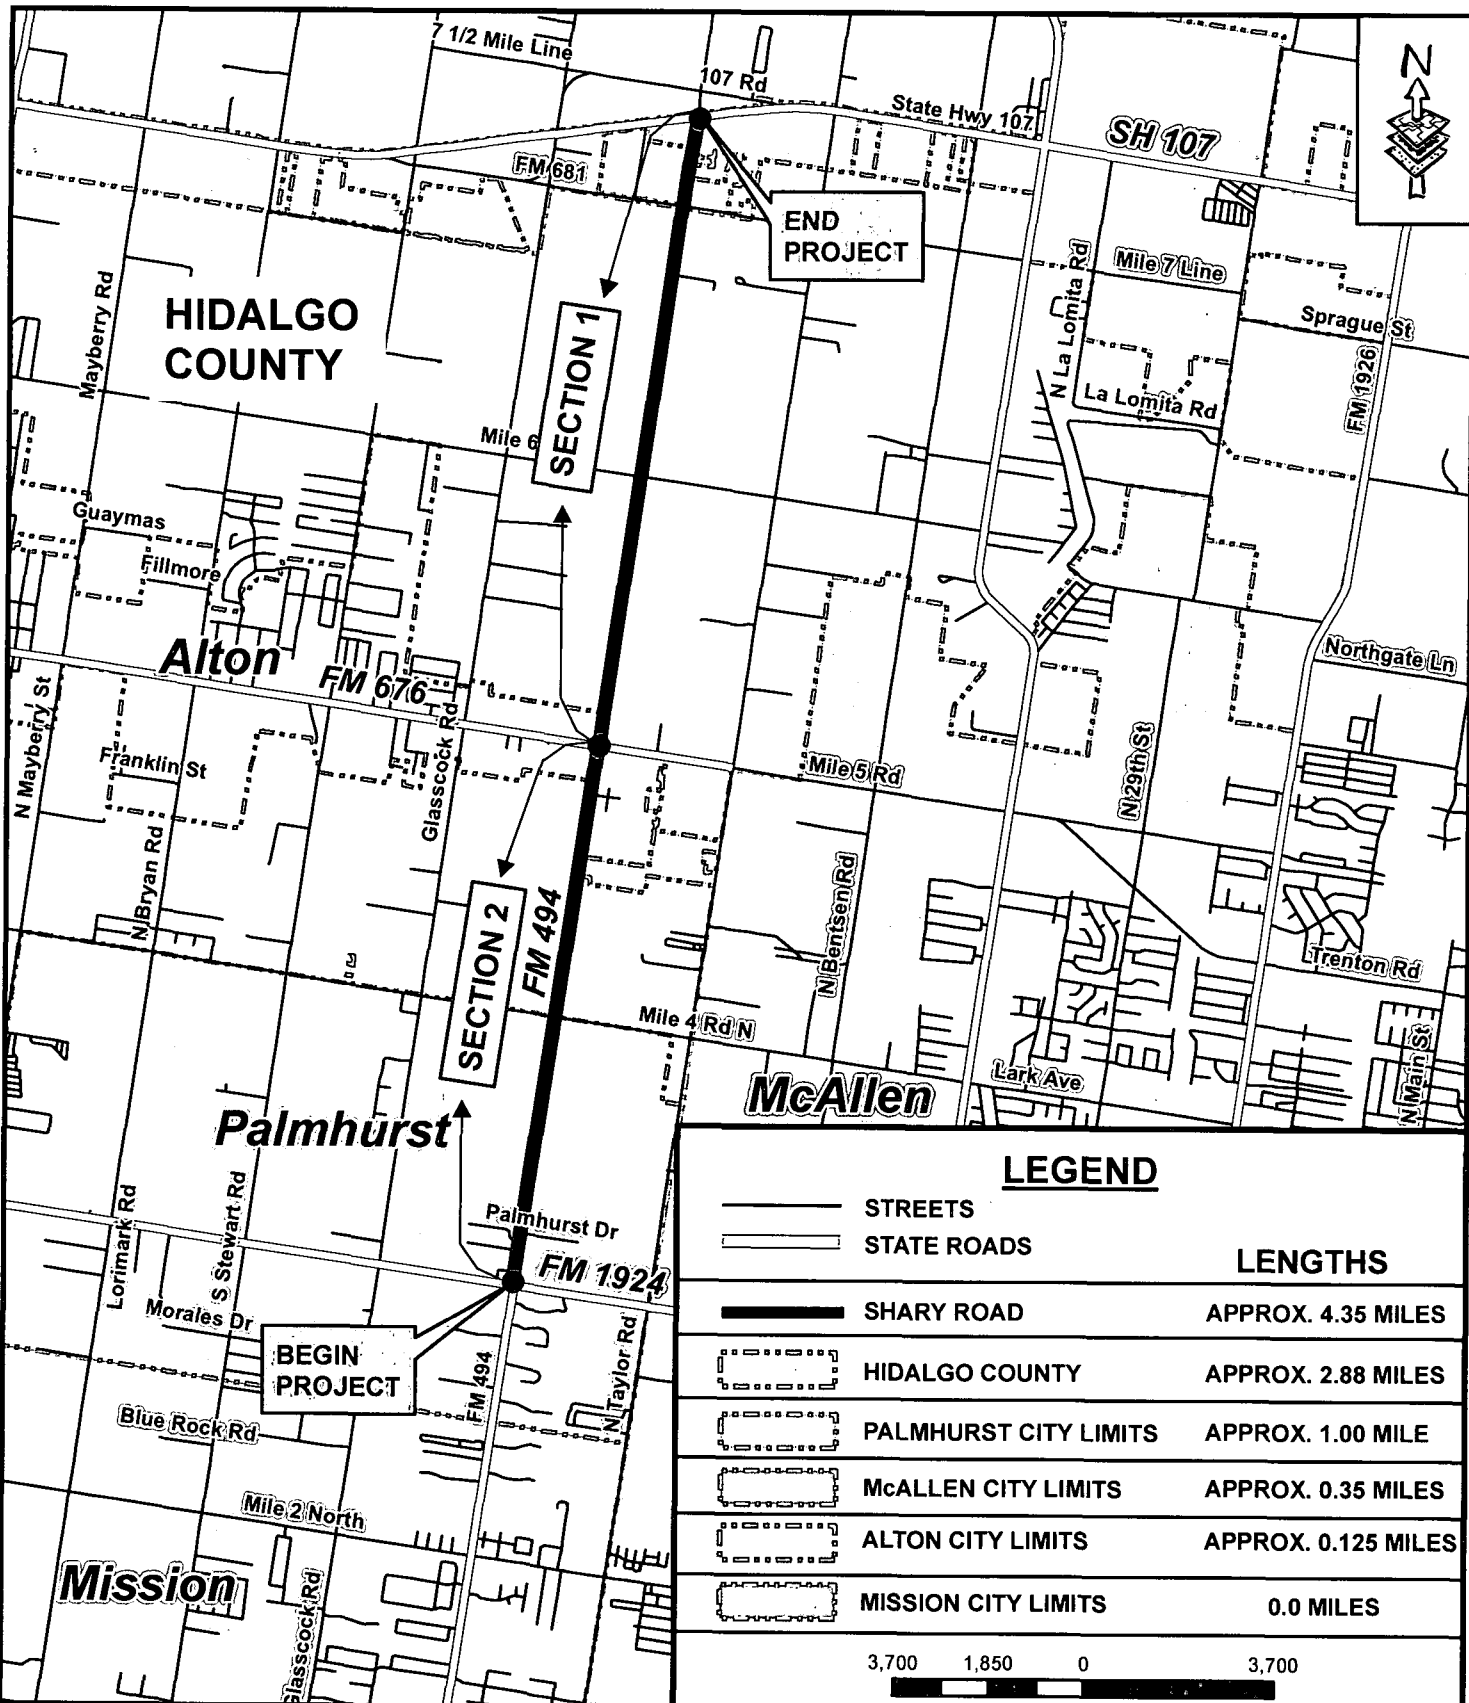 7 1/2 Mile Line
107 Rd
State Hwy 107
SH 107
N
FM 681
END
PROJECT
Mile 7 Line
N La Lomita Rd
Sprague St
HIDALGO
COUNTY
Mayberry Rd
SECTION 1
FM 1926
La Lomita Rd
Mile 6
Guaymas
Fillmore
Alton
FM 676
Northgate Ln
N Mayberry St
Franklin St
Glasscock Rd
Mile 5 Rd
N 29th St
N Bryan Rd
SECTION 2
FM 494
N Bentsen Rd
Trenton Rd
Mile 4 Rd N
McAllen
Lark Ave
N Main St
Palmhurst
Lorimark Rd
S Stewart Rd
Palmhurst Dr
FM 1924
Morales Dr
BEGIN
PROJECT
FM 494
N Taylor Rd
Blue Rock Rd
Mile 2 North
Mission
Glasscock Rd
LEGEND
STREETS
STATE ROADS
LENGTHS
SHARY ROAD APPROX. 4.35 MILES
HIDALGO COUNTY APPROX. 2.88 MILES
PALMHURST CITY LIMITS APPROX. 1.00 MILE
McALLEN CITY LIMITS APPROX. 0.35 MILES
ALTON CITY LIMITS APPROX. 0.125 MILES
MISSION CITY LIMITS 0.0 MILES
3,700 1,850 0 3,700